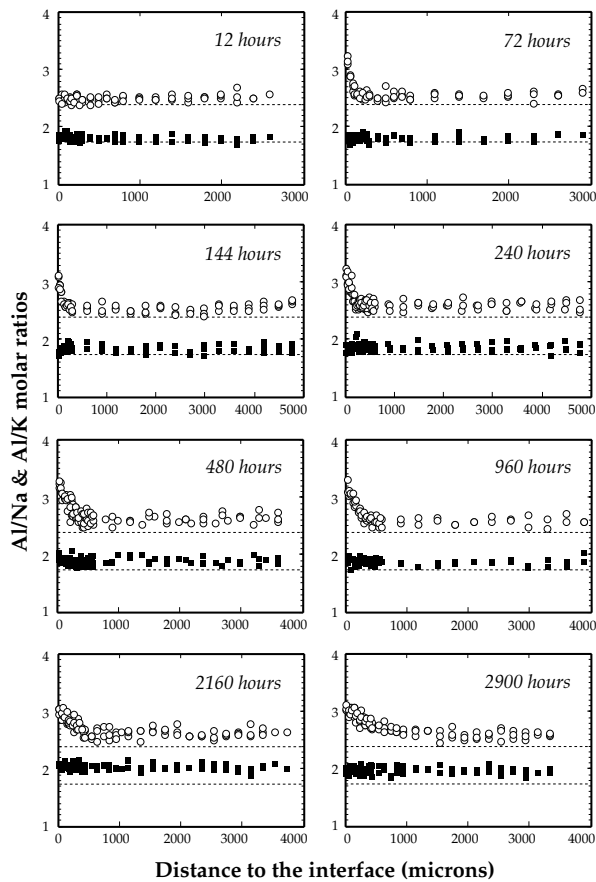 4
3
2
1
12 hours
0 1000 2000 3000
4
3
2
1
72 hours
0 1000 2000 3000
4
3
2
1
144 hours
0 1000 2000 3000 4000 5000
4
3
2
1
240 hours
0 1000 2000 3000 4000 5000
4
3
2
1
480 hours
0 1000 2000 3000 4000
4
3
2
1
960 hours
0 1000 2000 3000 4000
4
3
2
1
2160 hours
0 1000 2000 3000 4000
4
3
2
1
2900 hours
0 1000 2000 3000 4000
Al/Na & Al/K molar ratios
Distance to the interface (microns)